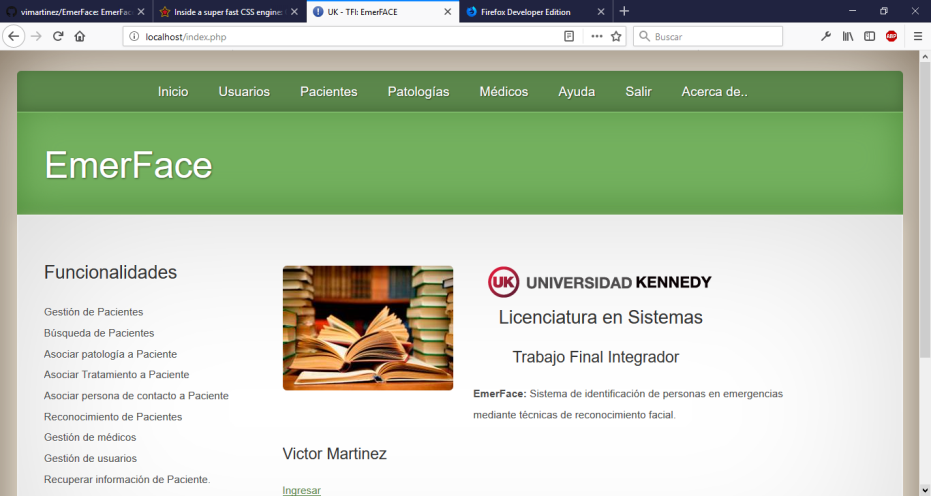 vimartinez/EmerFace: EmerFac
Inside a super fast CSS engine:
UK - TFI: EmerFACE
Firefox Developer Edition
localhost/index.php
Buscar
ABP
Inicio Usuarios Pacientes Patologías Médicos Ayuda Salir Acerca de..
EmerFace
Funcionalidades
Gestión de Pacientes
Búsqueda de Pacientes
Asociar patología a Paciente
Asociar Tratamiento a Paciente
Asociar persona de contacto a Paciente
Reconocimiento de Pacientes
Gestión de médicos
Gestión de usuarios
Recuperar información de Paciente.
UK UNIVERSIDAD KENNEDY
Licenciatura en Sistemas
Trabajo Final Integrador
EmerFace: Sistema de identificación de personas en emergencias
mediante técnicas de reconocimiento facial.
Victor Martinez
Ingresar